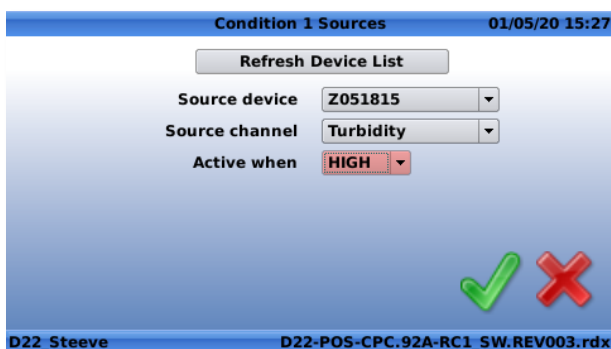 Condition 1 Sources 01/05/20 15:27
Refresh Device List
Source device Z051815
Source channel Turbidity
Active when HIGH
D22 Steeve D22-POS-CPC.92A-RC1 SW.REV003.rdx